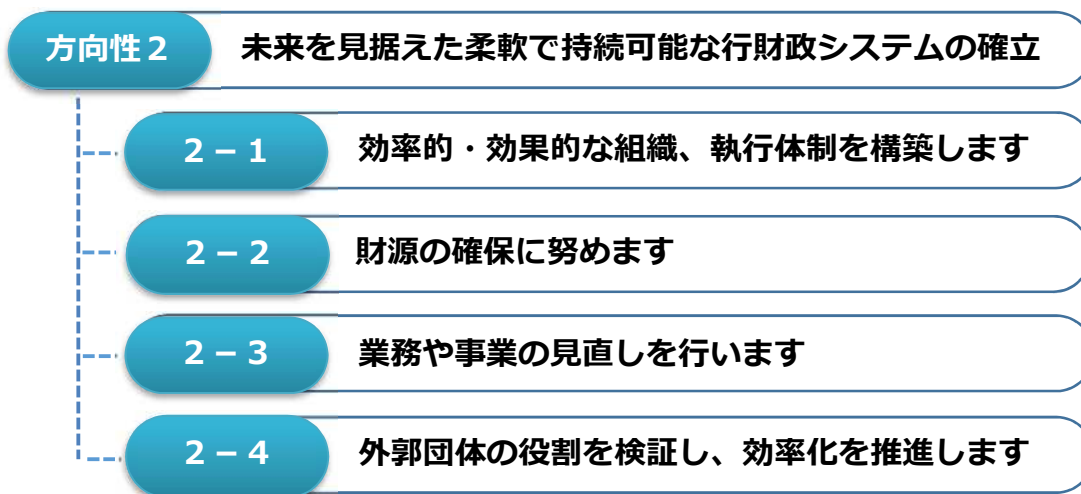 方向性２ 未来を見据えた柔軟で持続可能な行財政システムの確立
２－１ 効率的・効果的な組織、執行体制を構築します
２－２ 財源の確保に努めます
２－３ 業務や事業の見直しを行います
２－４ 外郭団体の役割を検証し、効率化を推進します